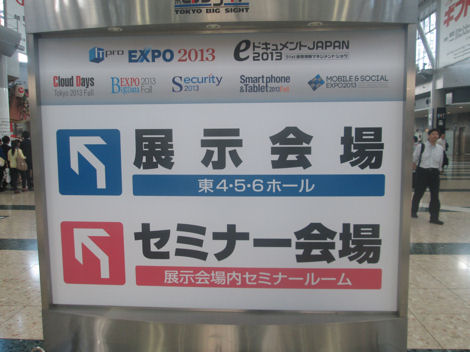 TOKYO BIG SIGHT
ITpro EXPO 2013
eドキュメントJAPAN 2013
Cloud Days
Tokyo 2013 Fall
BigData EXPO 2013 Fall
Security 2013
Smartphone &Tablet 2013 Fall
MOBILE & SOCIAL EXPO2013
展示会場
東4・5・6ホール
セミナー会場
展示会場内セミナールーム